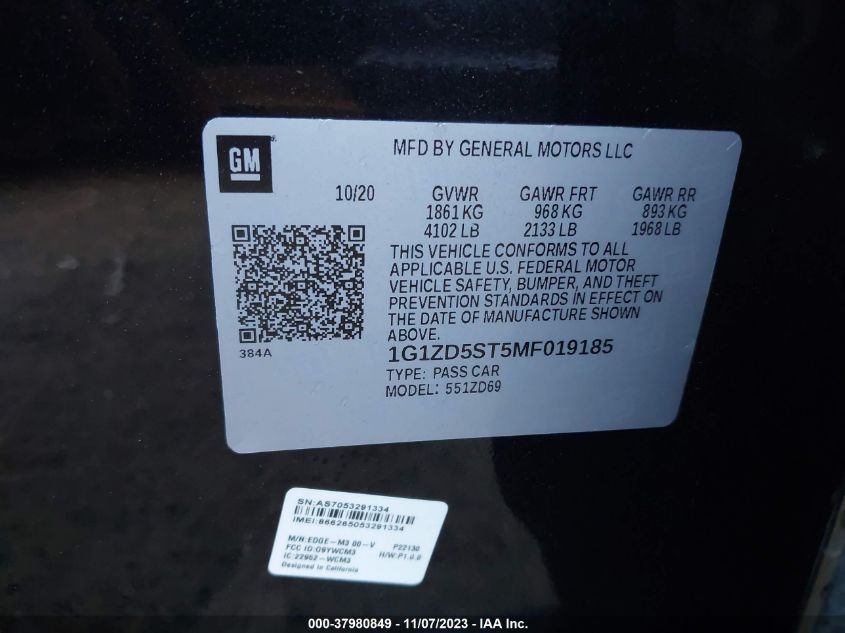 GM
MFD BY GENERAL MOTORS LLC
10/20 GVWR GAWR FRT GAWR RR
1861 KG 968 KG 893 KG
4102 LB 2133 LB 1968 LB
THIS VEHICLE CONFORMS TO ALL
APPLICABLE U.S. FEDERAL MOTOR
VEHICLE SAFETY, BUMPER, AND THEFT
PREVENTION STANDARDS IN EFFECT ON
THE DATE OF MANUFACTURE SHOWN
ABOVE.
384A
1G1ZD5ST5MF019185
TYPE: PASS CAR
MODEL: 551ZD69
SN:AS7053291334
IMEI:866265053291334
M/N:EDGE-M3 00-V P22130
FCC ID:O9YWCM3 H/W:P1.0.0
IC:22952-WCM3
Designed in California
000-37980849 - 11/07/2023 - IAA Inc.